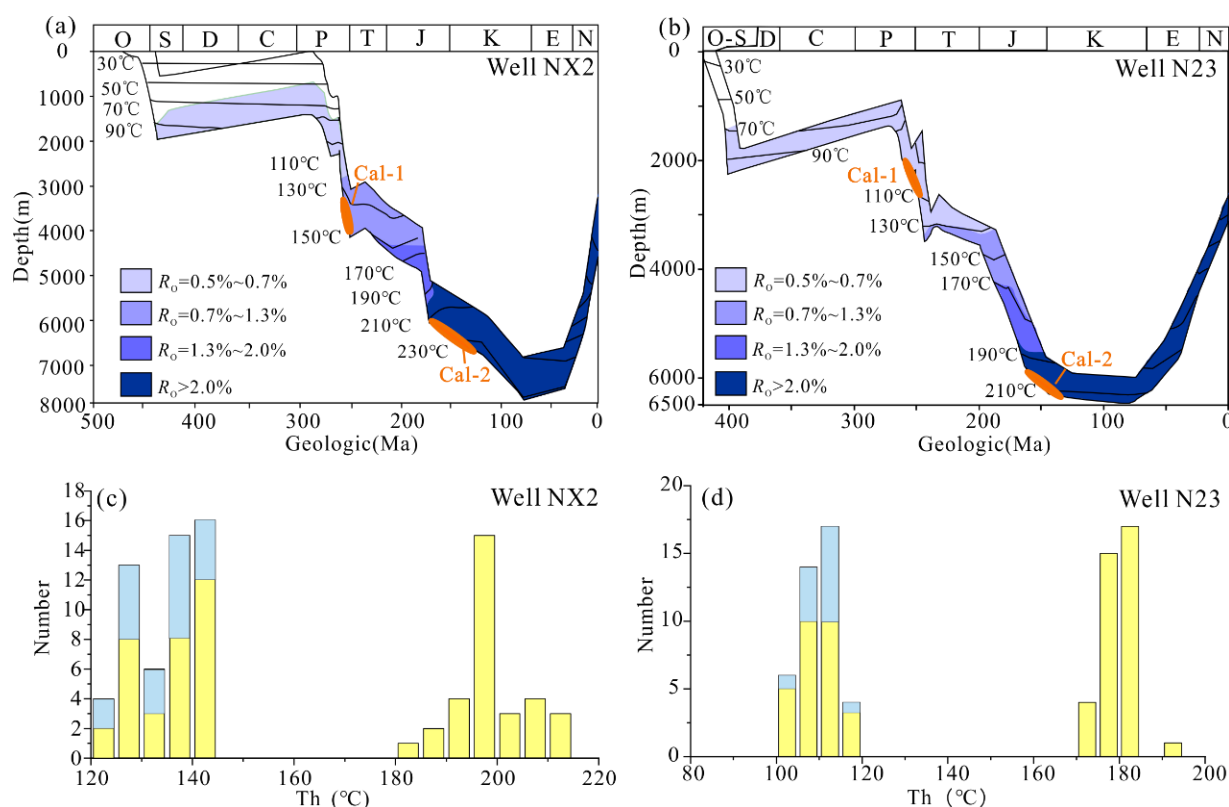 (a)
O S D C P T J K E N
Well NX2
0
1000
2000
3000
4000
5000
6000
7000
8000
Depth(m)
30℃
50℃
70℃
90℃
110℃
130℃
150℃
170℃
190℃
210℃
230℃
Cal-1
Cal-2
Ro=0.5%~0.7%
Ro=0.7%~1.3%
Ro=1.3%~2.0%
Ro>2.0%
500 400 300 200 100 0
Geologic(Ma)
(b)
O-S D C P T J K E N
Well N23
0
2000
4000
6000
6500
Depth(m)
30℃
50℃
70℃
90℃
Cal-1
110℃
130℃
150℃
170℃
190℃
210℃
Cal-2
Ro=0.5%~0.7%
Ro=0.7%~1.3%
Ro=1.3%~2.0%
Ro>2.0%
400 300 200 100 0
Geologic(Ma)
(c)
Well NX2
18
16
14
12
10
8
6
4
2
0
Number
120 140 160 180 200 220
Th (℃)
(d)
Well N23
20
15
10
5
0
Number
80 100 120 140 160 180 200
Th (℃)